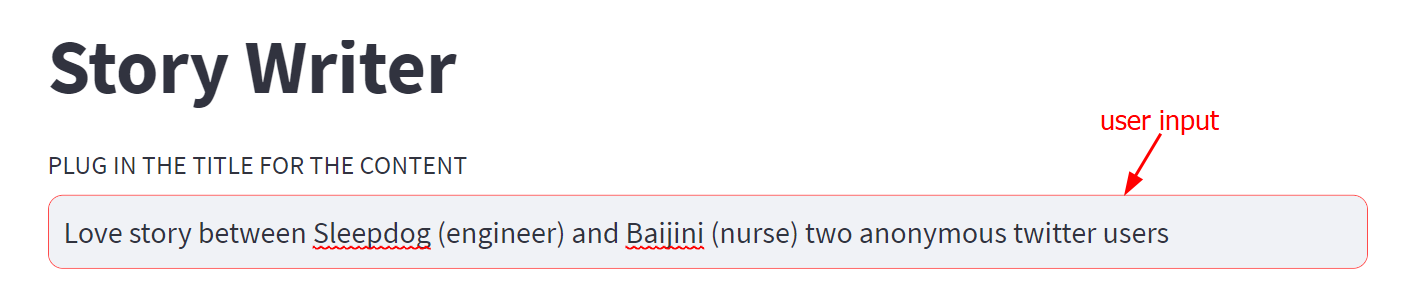 Story Writer
user input
PLUG IN THE TITLE FOR THE CONTENT
Love story between Sleepdog (engineer) and Baijini (nurse) two anonymous twitter users